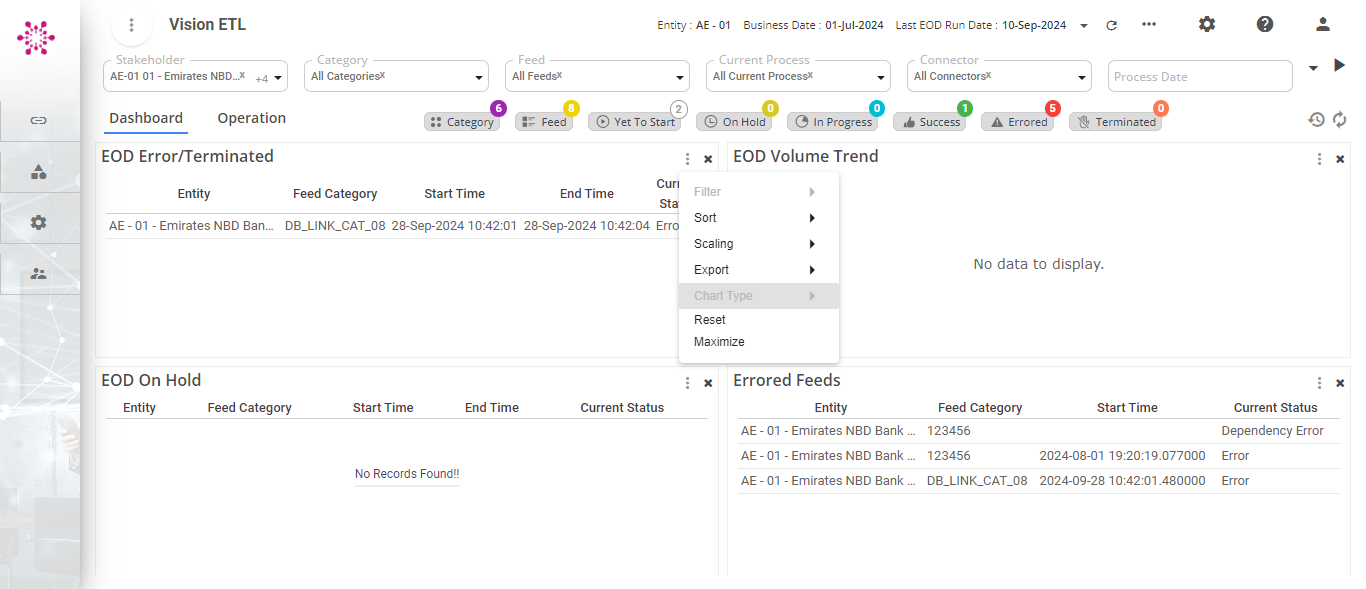 Vision ETL
Entity : AE - 01 Business Date : 01-Jul-2024 Last EOD Run Date : 10-Sep-2024
Stakeholder Category Feed Current Process Connector
AE-01 01 - Emirates NBD...x +4 All Categoriesx All Feedsx All Current Processx All Connectorsx Process Date
Dashboard Operation
Category 6 Feed 8 Yet To Start 2 On Hold 0 In Progress 0 Success 1 Errored 5 Terminated 0
EOD Error/Terminated
Entity Feed Category Start Time End Time Curr
Sta
AE - 01 - Emirates NBD Ban... DB_LINK_CAT_08 28-Sep-2024 10:42:01 28-Sep-2024 10:42:04 Erro
Filter
Sort
Scaling
Export
Chart Type
Reset
Maximize
EOD Volume Trend
No data to display.
EOD On Hold
Entity Feed Category Start Time End Time Current Status
No Records Found!!
Errored Feeds
Entity Feed Category Start Time Current Status
AE - 01 - Emirates NBD Bank ... 123456 Dependency Error
AE - 01 - Emirates NBD Bank ... 123456 2024-08-01 19:20:19.077000 Error
AE - 01 - Emirates NBD Bank ... DB_LINK_CAT_08 2024-09-28 10:42:01.480000 Error